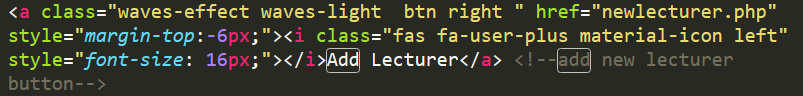 <a class="waves-effect waves-light  btn right " href="newlecturer.php"
style="margin-top:-6px;"><i class="fas fa-user-plus material-icon left"
style="font-size: 16px;"></i>Add Lecturer</a> <!--add new lecturer
button-->